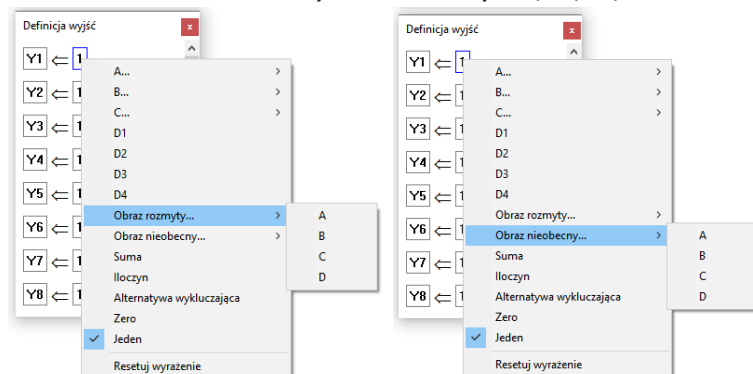 Definicja wyjść x
Y1 ⇐ 1
Y2 ⇐ 1
Y3 ⇐ 1
Y4 ⇐ 1
Y5 ⇐ 1
Y6 ⇐ 1
Y7 ⇐ 1
Y8 ⇐ 1
A... >
B... >
C... >
D1
D2
D3
D4
Obraz rozmyty... >
Obraz nieobecny... >
Suma
Iloczyn
Alternatywa wykluczająca
Zero
✓ Jeden
Resetuj wyrażenie
A
B
C
D
Definicja wyjść x
Y1 ⇐ 1
Y2 ⇐ 1
Y3 ⇐ 1
Y4 ⇐ 1
Y5 ⇐ 1
Y6 ⇐ 1
Y7 ⇐ 1
Y8 ⇐ 1
A... >
B... >
C... >
D1
D2
D3
D4
Obraz rozmyty... >
Obraz nieobecny... >
Suma
Iloczyn
Alternatywa wykluczająca
Zero
✓ Jeden
Resetuj wyrażenie
A
B
C
D